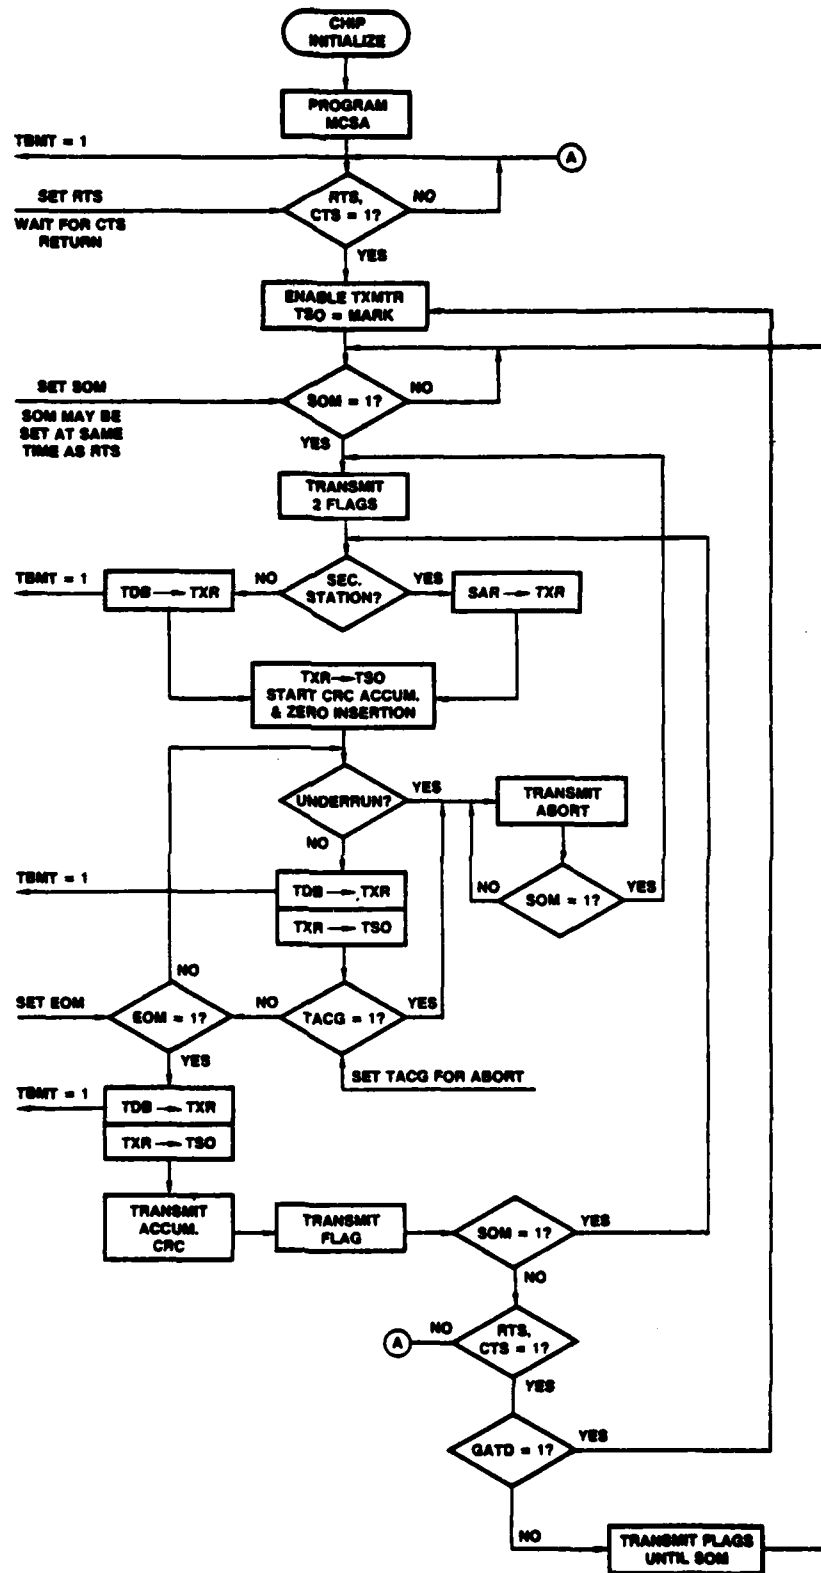 CHIP
INITIALIZE
PROGRAM
MCSA
TBMT = 1
A
SET RTS
WAIT FOR CTS
RETURN
RTS,
CTS = 1?
NO
YES
ENABLE TXMTR
TSO = MARK
SET SOM
SOM MAY BE
SET AT SAME
TIME AS RTS
SOM = 1?
NO
YES
TRANSMIT
2 FLAGS
TBMT = 1
TDB → TXR
NO
SEC.
STATION?
YES
SAR → TXR
TXR → TSO
START CRC ACCUM.
& ZERO INSERTION
UNDERRUN?
YES
NO
TRANSMIT
ABORT
TBMT = 1
TDB → TXR
TXR → TSO
NO
SOM = 1?
YES
NO
SET EOM
EOM = 1?
NO
TACG = 1?
YES
YES
SET TACG FOR ABORT
TBMT = 1
TDB → TXR
TXR → TSO
TRANSMIT
ACCUM.
CRC
TRANSMIT
FLAG
SOM = 1?
YES
NO
A
NO
RTS,
CTS = 1?
YES
GATD = 1?
YES
NO
TRANSMIT FLAGS
UNTIL SOM